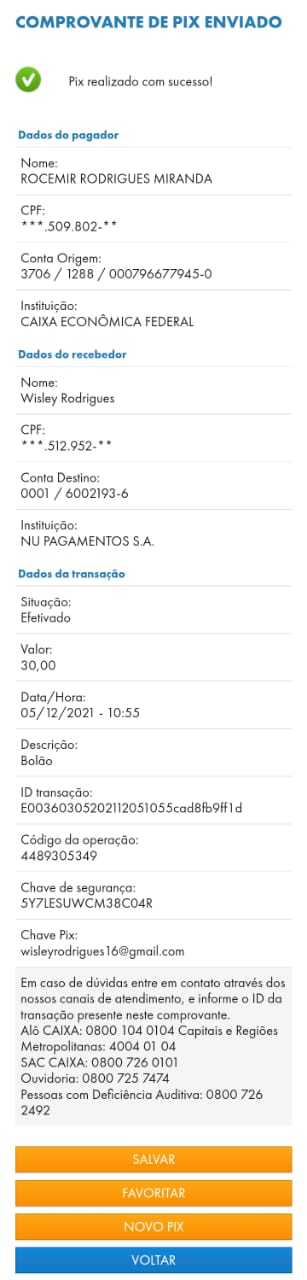 COMPROVANTE DE PIX ENVIADO
Pix realizado com sucesso!
Dados do pagador
Nome:
ROCEMIR RODRIGUES MIRANDA
CPF:
***.509.802-**
Conta Origem:
3706 / 1288 / 000796677945-0
Instituição:
CAIXA ECONÔMICA FEDERAL
Dados do recebedor
Nome:
Wisley Rodrigues
CPF:
***.512.952-**
Conta Destino:
0001 / 6002193-6
Instituição:
NU PAGAMENTOS S.A.
Dados da transação
Situação:
Efetivado
Valor:
30,00
Data/Hora:
05/12/2021 - 10:55
Descrição:
Bolão
ID transação:
E00360305202112051055cad8fb9ff1d
Código da operação:
4489305349
Chave de segurança:
5Y7LESUWCM38C04R
Chave Pix:
wisleyrodrigues16@gmail.com
Em caso de dúvidas entre em contato através dos
nossos canais de atendimento, e informe o ID da
transação presente neste comprovante.
Alô CAIXA: 0800 104 0104 Capitais e Regiões
Metropolitanas: 4004 01 04
SAC CAIXA: 0800 726 0101
Ouvidoria: 0800 725 7474
Pessoas com Deficiência Auditiva: 0800 726
2492
SALVAR
FAVORITAR
NOVO PIX
VOLTAR